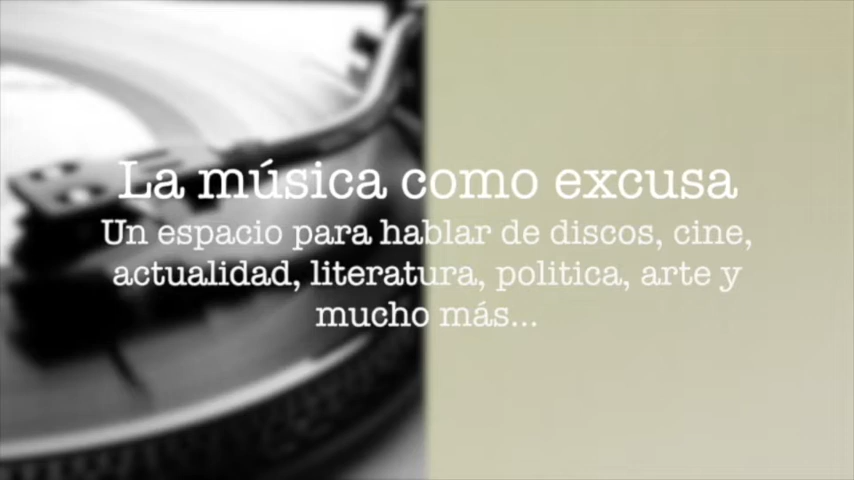 La música como excusa
Un espacio para hablar de discos, cine,
actualidad, literatura, politica, arte y
mucho más...